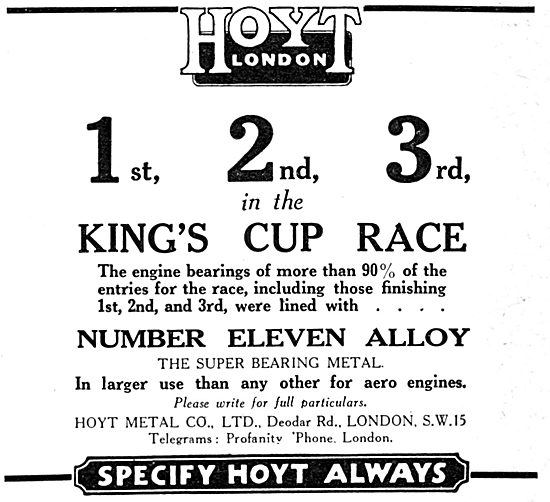 HOYT
LONDON
1st, 2nd, 3rd,
in the
KING'S CUP RACE
The engine bearings of more than 90% of the
entries for the race, including those finishing
1st, 2nd, and 3rd, were lined with . . . .
NUMBER ELEVEN ALLOY
THE SUPER BEARING METAL.
In larger use than any other for aero engines.
Please write for full particulars.
HOYT METAL CO., LTD., Deodar Rd., LONDON, S.W.15
Telegrams: Profanity 'Phone, London.
SPECIFY HOYT ALWAYS